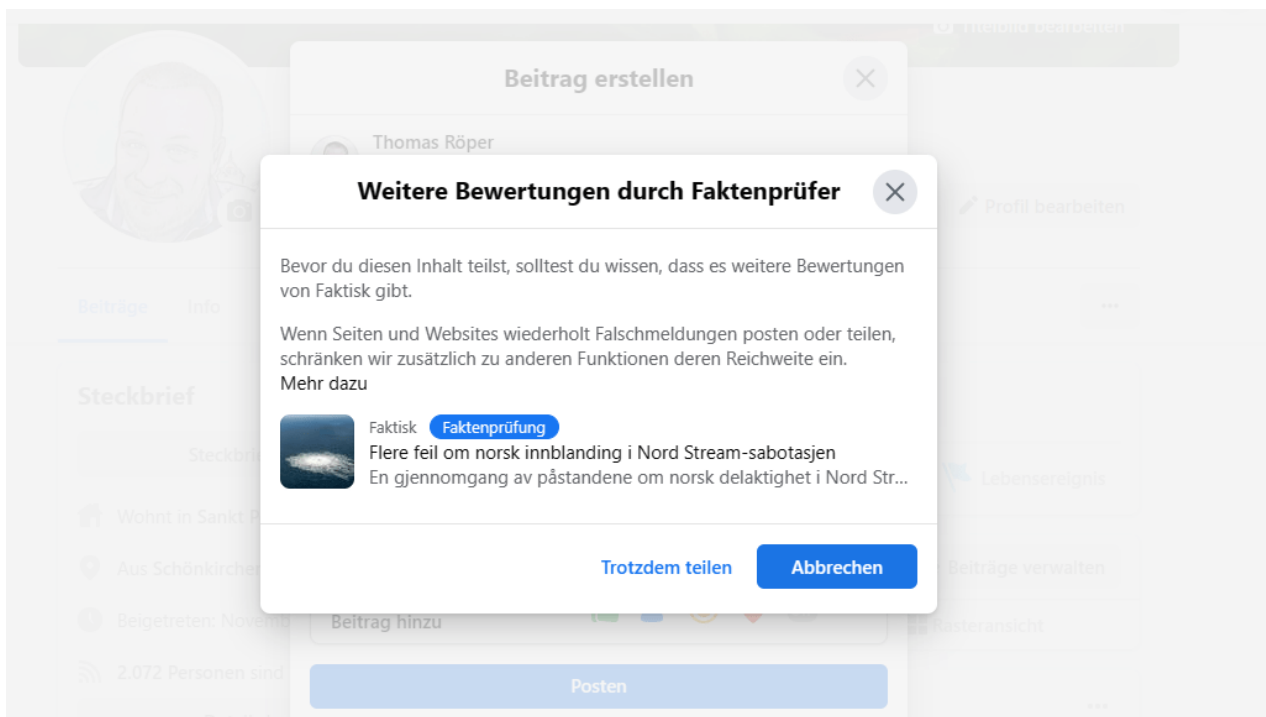 Titelbild bearbeiten
Beitrag erstellen
Thomas Röper
Weitere Bewertungen durch Faktenprüfer
Profil bearbeiten
Bevor du diesen Inhalt teilst, solltest du wissen, dass es weitere Bewertungen
von Faktisk gibt.
Beiträge Info
Wenn Seiten und Websites wiederholt Falschmeldungen posten oder teilen,
schränken wir zusätzlich zu anderen Funktionen deren Reichweite ein.
Mehr dazu
Steckbrief
Faktisk Faktenprüfung
Flere feil om norsk innblanding i Nord Stream-sabotasjen
En gjennomgang av påstandene om norsk delaktighet i Nord Str...
Lebensereignis
Wohnt in Sankt P
Trotzdem teilen Abbrechen
Aus Schönkirchen
Beiträge verwalten
Beigetreten: Novemb
Beitrag hinzu
Rasteransicht
2.072 Personen sind
Posten